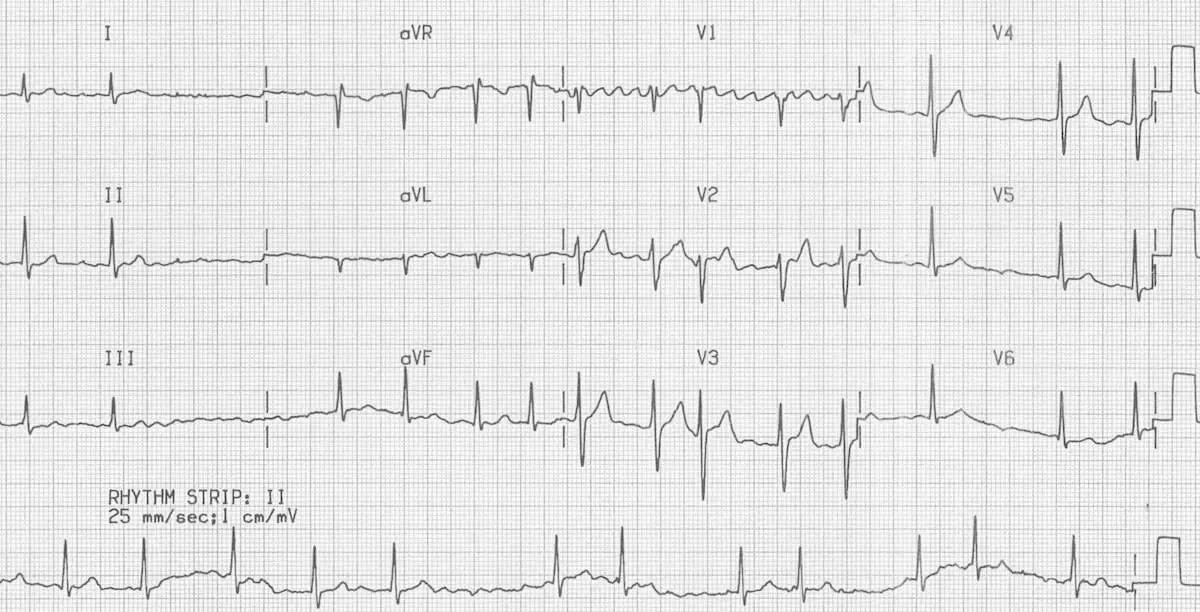 I aVR V1 V4
II aVL V2 V5
III aVF V3 V6
RHYTHM STRIP: II
25 mm/sec;1 cm/mV